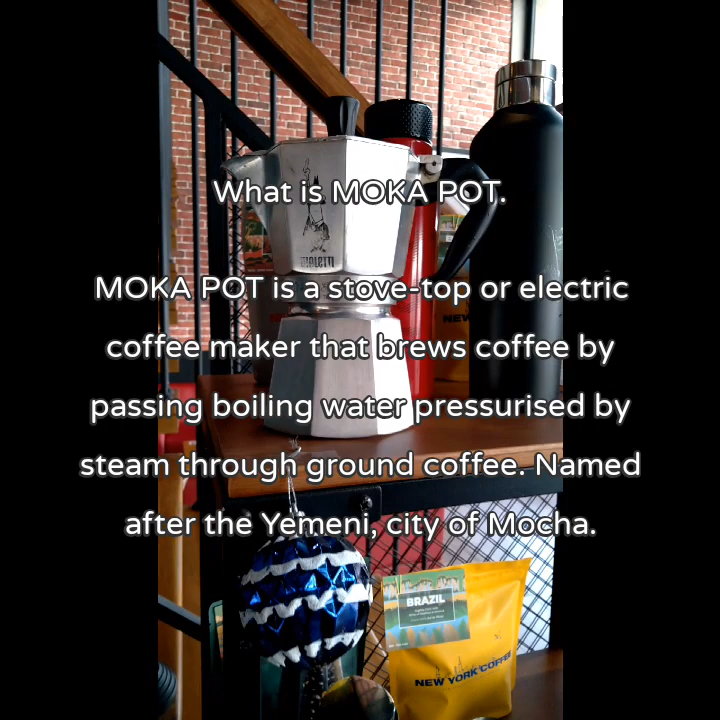 What is MOKA POT.
BIALETTI
MOKA POT is a stove-top or electric
NEW
coffee maker that brews coffee by
passing boiling water pressurised by
steam through ground coffee. Named
after the Yemeni, city of Mocha.
BRAZIL
NEW YORK COFFEE